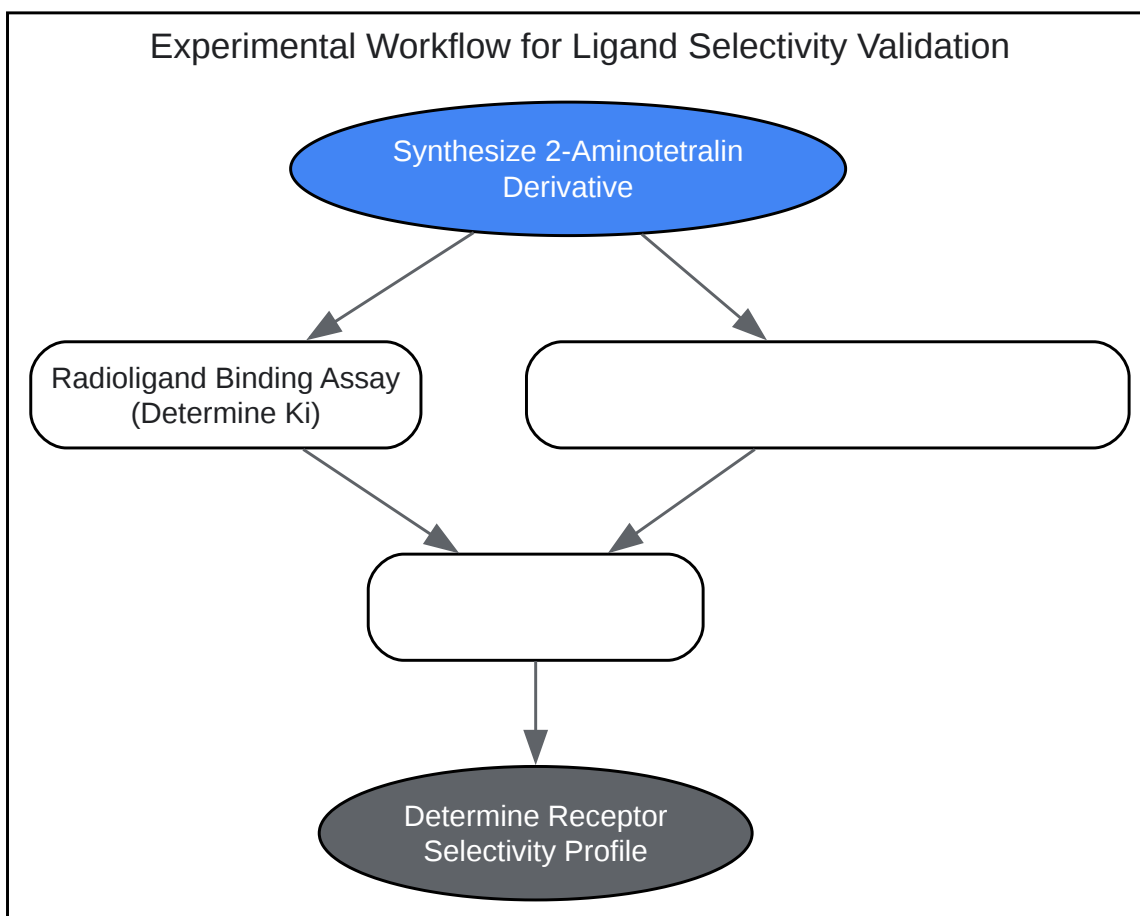 Experimental Workflow for Ligand Selectivity Validation
Synthesize 2-Aminotetralin
Derivative
Radioligand Binding Assay
(Determine Ki)
Determine Receptor
Selectivity Profile